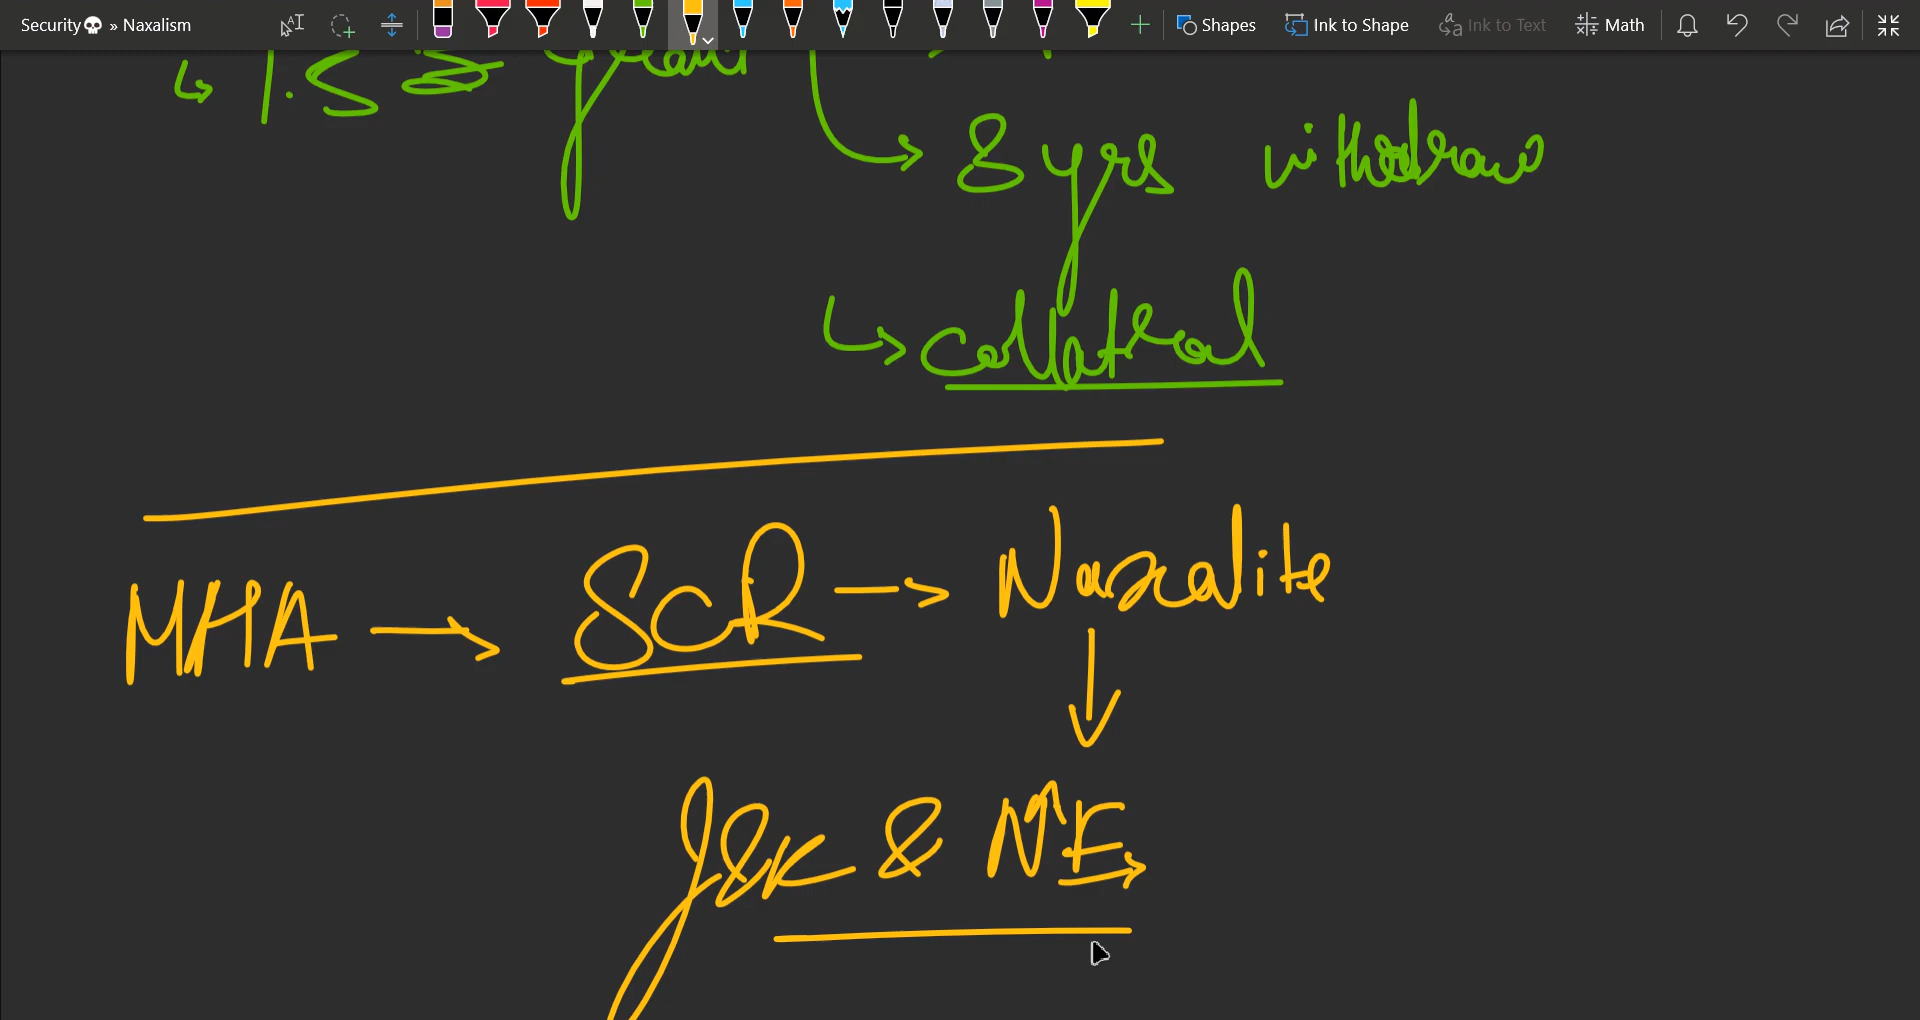 Security💀 » Naxalism
Shapes Ink to Shape Ink to Text Math
↳ 1.5
↳ 8 yrs withdraw
↳ collatral
MHA → SCR → Naxalite
↓
J&K & NE